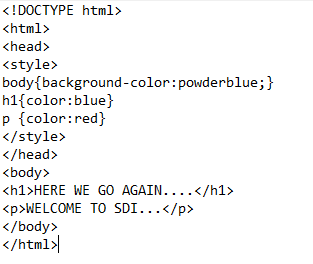 <!DOCTYPE html>
<html>
<head>
<style>
body{background-color:powderblue;}
h1{color:blue}
p {color:red}
</style>
</head>
<body>
<h1>HERE WE GO AGAIN....</h1>
<p>WELCOME TO SDI...</p>
</body>
</html>